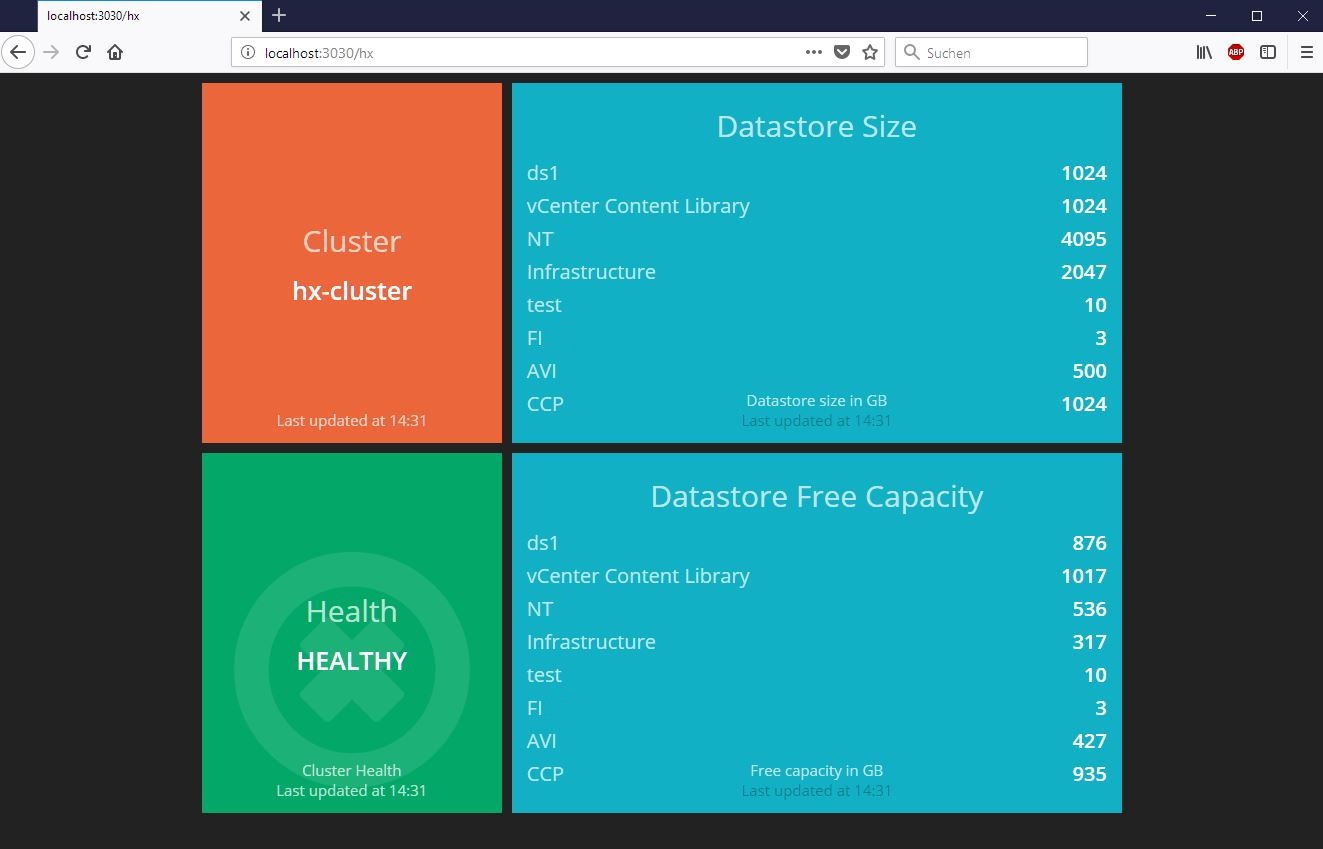 localhost:3030/hx
localhost:3030/hx
Suchen
ABP
Cluster
hx-cluster
Last updated at 14:31
Datastore Size
ds1 1024
vCenter Content Library 1024
NT 4095
Infrastructure 2047
test 10
FI 3
AVI 500
CCP 1024
Datastore size in GB
Last updated at 14:31
Health
HEALTHY
Cluster Health
Last updated at 14:31
Datastore Free Capacity
ds1 876
vCenter Content Library 1017
NT 536
Infrastructure 317
test 10
FI 3
AVI 427
CCP 935
Free capacity in GB
Last updated at 14:31